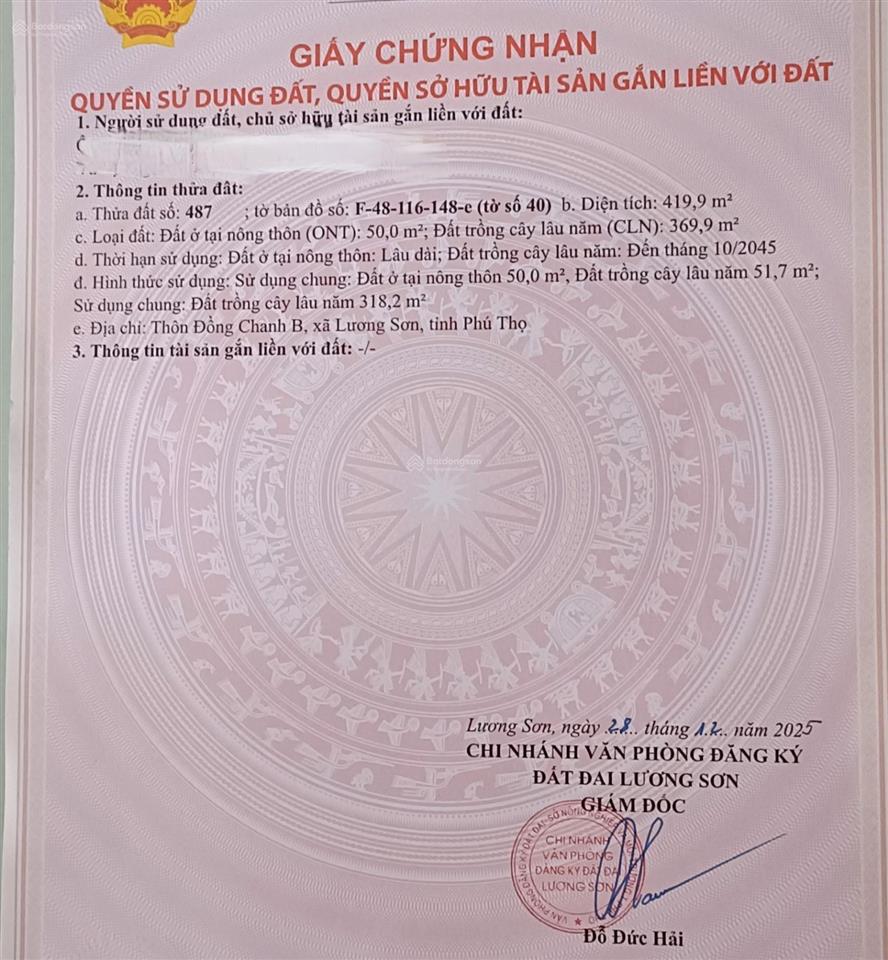 Batdongsan
GIẤY CHỨNG NHẬN
QUYỀN SỬ DỤNG ĐẤT, QUYỀN SỞ HỮU TÀI SẢN GẮN LIỀN VỚI ĐẤT
1. Người sử dụng đất, chủ sở hữu tài sản gắn liền với đất:
2. Thông tin thửa đất:
a. Thửa đất số: 487 ; tờ bản đồ số: F-48-116-148-c (tờ số 40) b. Diện tích: 419,9 m²
c. Loại đất: Đất ở tại nông thôn (ONT): 50,0 m²; Đất trồng cây lâu năm (CLN): 369,9 m²
d. Thời hạn sử dụng: Đất ở tại nông thôn: Lâu dài; Đất trồng cây lâu năm: Đến tháng 10/2045
đ. Hình thức sử dụng: Sử dụng chung: Đất ở tại nông thôn 50,0 m², Đất trồng cây lâu năm 51,7 m²;
Sử dụng chung: Đất trồng cây lâu năm 318,2 m²
e. Địa chỉ: Thôn Đồng Chanh B, xã Lương Sơn, tỉnh Phú Thọ
3. Thông tin tài sản gắn liền với đất: -/-
Batdongsan
Lương Sơn, ngày 28 tháng 12 năm 2025
CHI NHÁNH VĂN PHÒNG ĐĂNG KÝ
ĐẤT ĐAI LƯƠNG SƠN
GIÁM ĐỐC
CHI NHÁNH
VĂN PHÒNG
ĐĂNG KÝ ĐẤT ĐAI
LƯƠNG SƠN
Đỗ Đức Hải